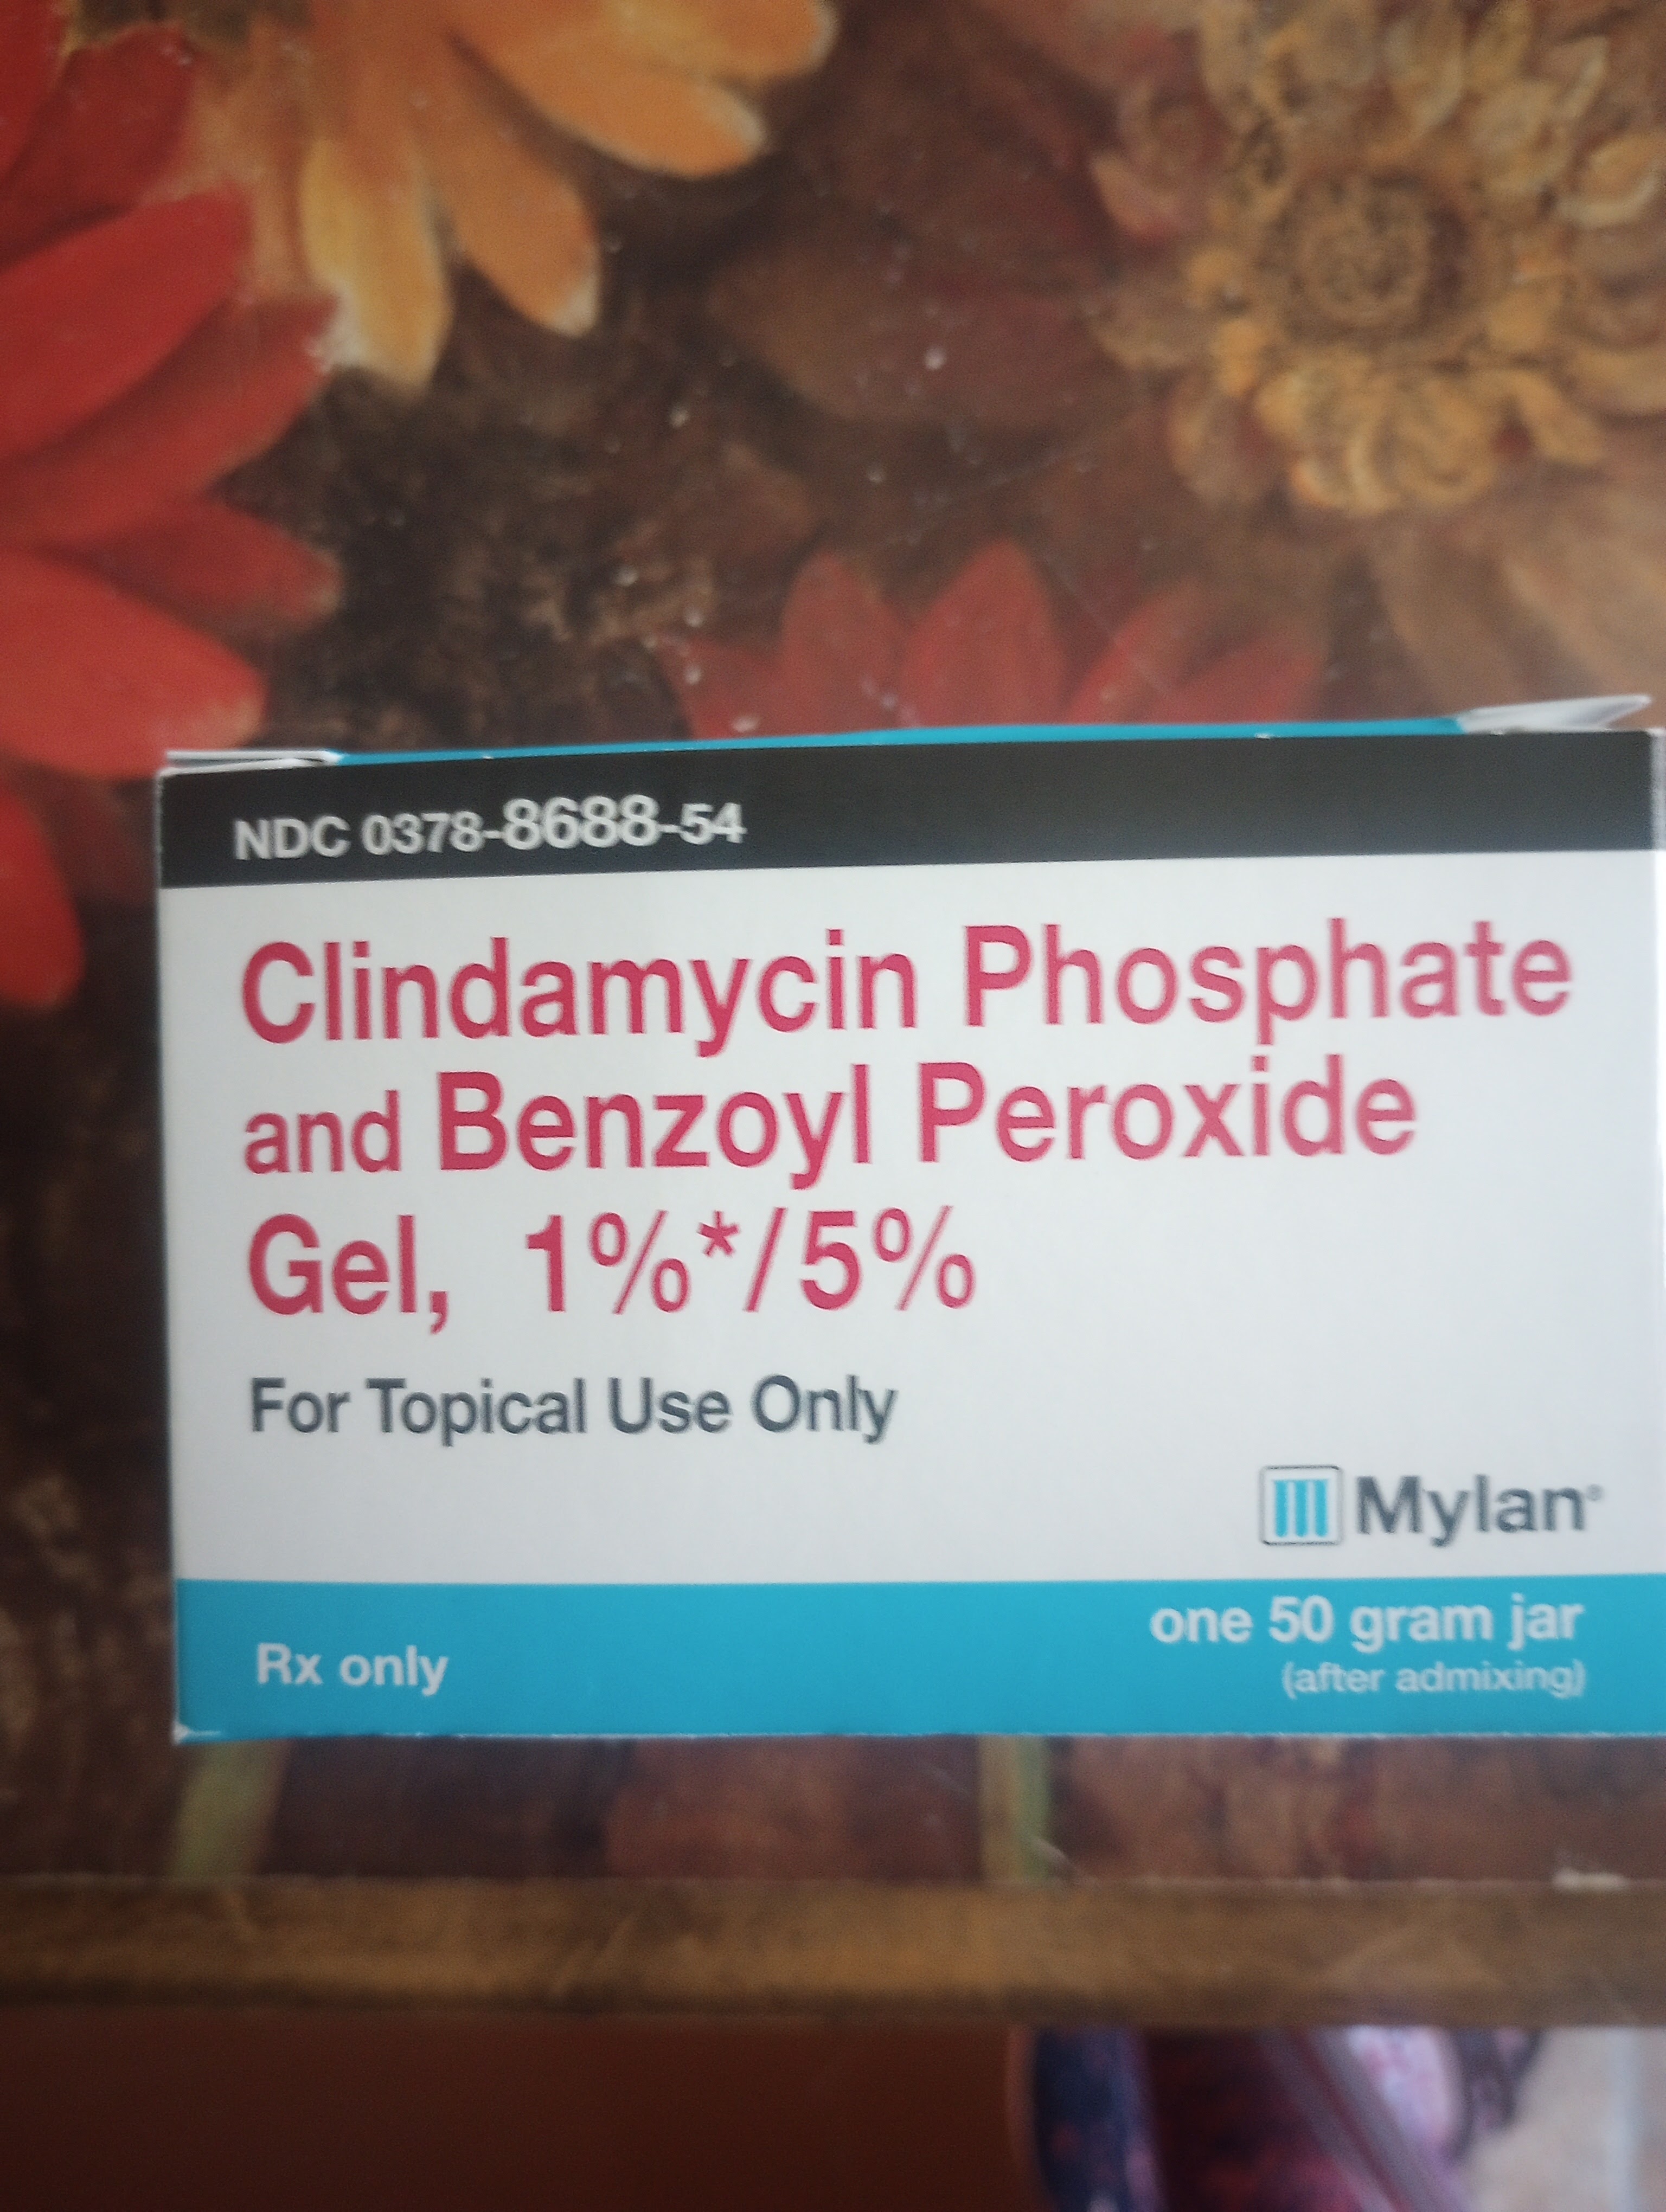 NDC 0378-8688-54
Clindamycin Phosphate
and Benzoyl Peroxide
Gel, 1%*/5%
For Topical Use Only
Mylan®
Rx only
one 50 gram jar
(after admixing)